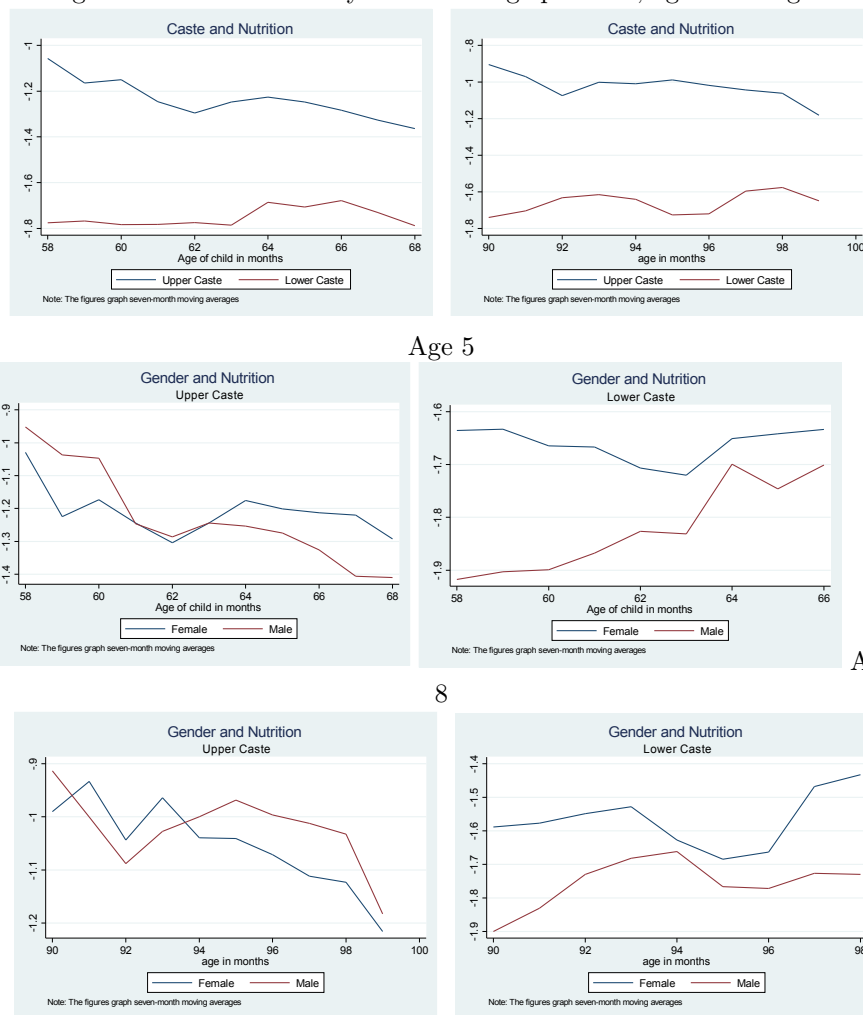 Caste and Nutrition
-1
-1.2
-1.4
-1.6
-1.8
58 60 62 64 66 68
Age of child in months
Upper Caste Lower Caste
Note: The figures graph seven-month moving averages
Caste and Nutrition
-.8
-1
-1.2
-1.4
-1.6
-1.8
90 92 94 96 98 100
age in months
Upper Caste Lower Caste
Note: The figures graph seven-month moving averages
Age 5
Gender and Nutrition
Upper Caste
-.9
-1
-1.1
-1.2
-1.3
-1.4
58 60 62 64 66 68
Age of child in months
Female Male
Note: The figures graph seven-month moving averages
Gender and Nutrition
Lower Caste
-1.6
-1.7
-1.8
-1.9
58 60 62 64 66
Age of child in months
Female Male
Note: The figures graph seven-month moving averages
8
Gender and Nutrition
Upper Caste
-.9
-1
-1.1
-1.2
90 92 94 96 98 100
age in months
Female Male
Note: The figures graph seven-month moving averages
Gender and Nutrition
Lower Caste
-1.4
-1.5
-1.6
-1.7
-1.8
-1.9
90 92 94 96 98
age in months
Female Male
Note: The figures graph seven-month moving averages